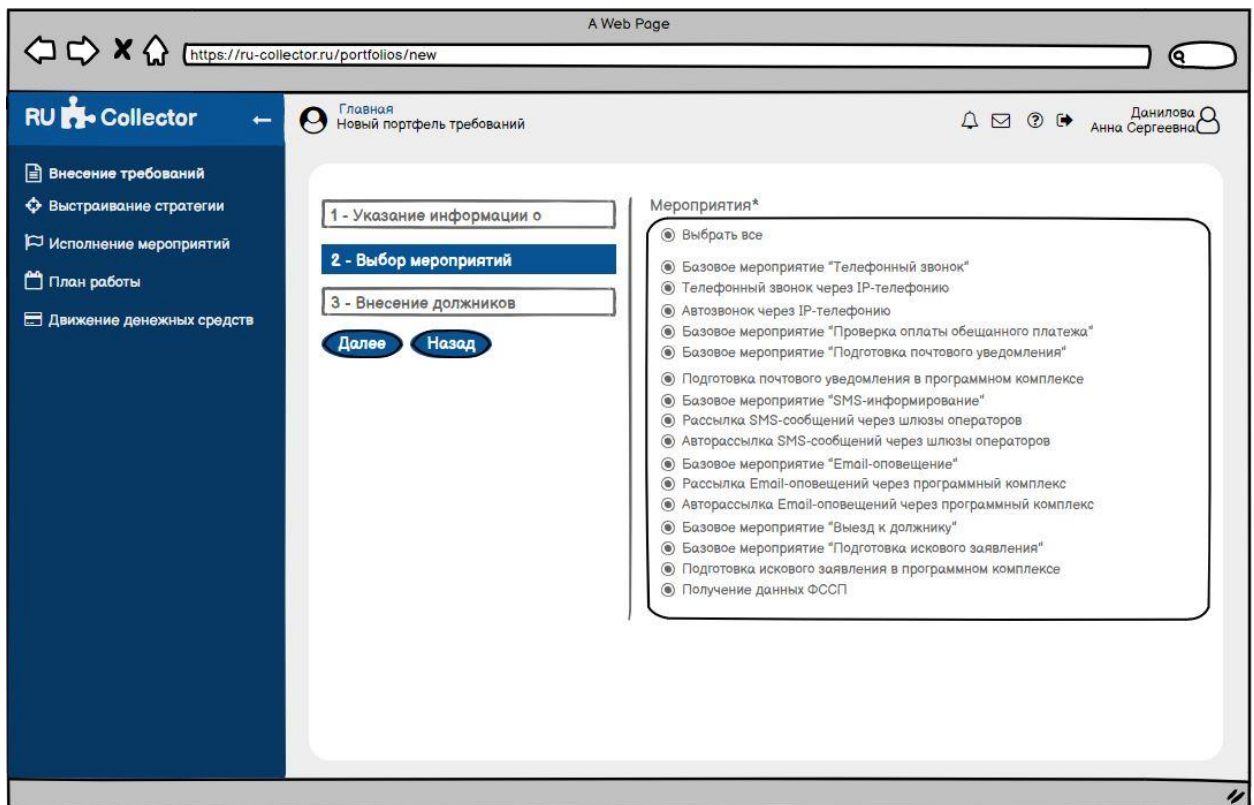 A Web Page
https://ru-collector.ru/portfolios/new
RU Collector
Главная
Новый портфель требований
Данилова
Анна Сергеевна
Внесение требований
Выстраивание стратегии
Исполнение мероприятий
План работы
Движение денежных средств
1 - Указание информации о
2 - Выбор мероприятий
3 - Внесение должников
Далее
Назад
Мероприятия*
Выбрать все
Базовое мероприятие "Телефонный звонок"
Телефонный звонок через IP-телефонию
Автозвонок через IP-телефонию
Базовое мероприятие "Проверка оплаты обещанного платежа"
Базовое мероприятие "Подготовка почтового уведомления"
Подготовка почтового уведомления в программном комплексе
Базовое мероприятие "SMS-информирование"
Рассылка SMS-сообщений через шлюзы операторов
Авторассылка SMS-сообщений через шлюзы операторов
Базовое мероприятие "Email-оповещение"
Рассылка Email-оповещений через программный комплекс
Авторассылка Email-оповещений через программный комплекс
Базовое мероприятие "Выезд к должнику"
Базовое мероприятие "Подготовка искового заявления"
Подготовка искового заявления в программном комплексе
Получение данных ФССП